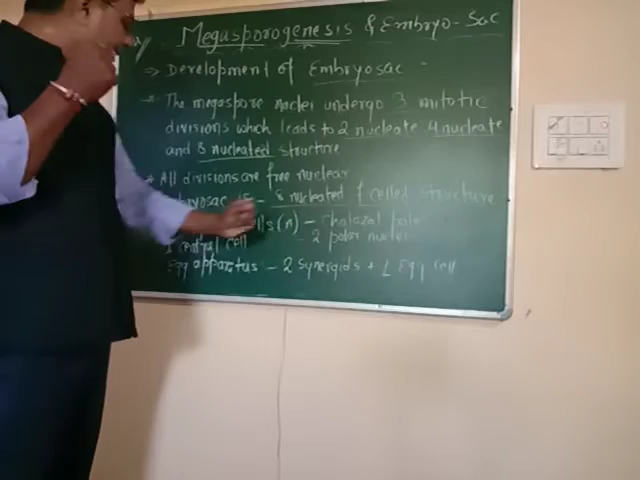 Megasporogenesis & Embryo-Sac
→ Development of Embryosac -
The megaspore nuclei undergo 3 mitotic
divisions which leads to 2 nucleate 4 nucleate
and 8 nucleated structure
* All divisions are free nuclear
is - 8 nucleated 7 celled structure
(n) - Chalazal pole
1 central cell - 2 polar nuclei
Egg apparatus - 2 Synergids + 1 Egg cell